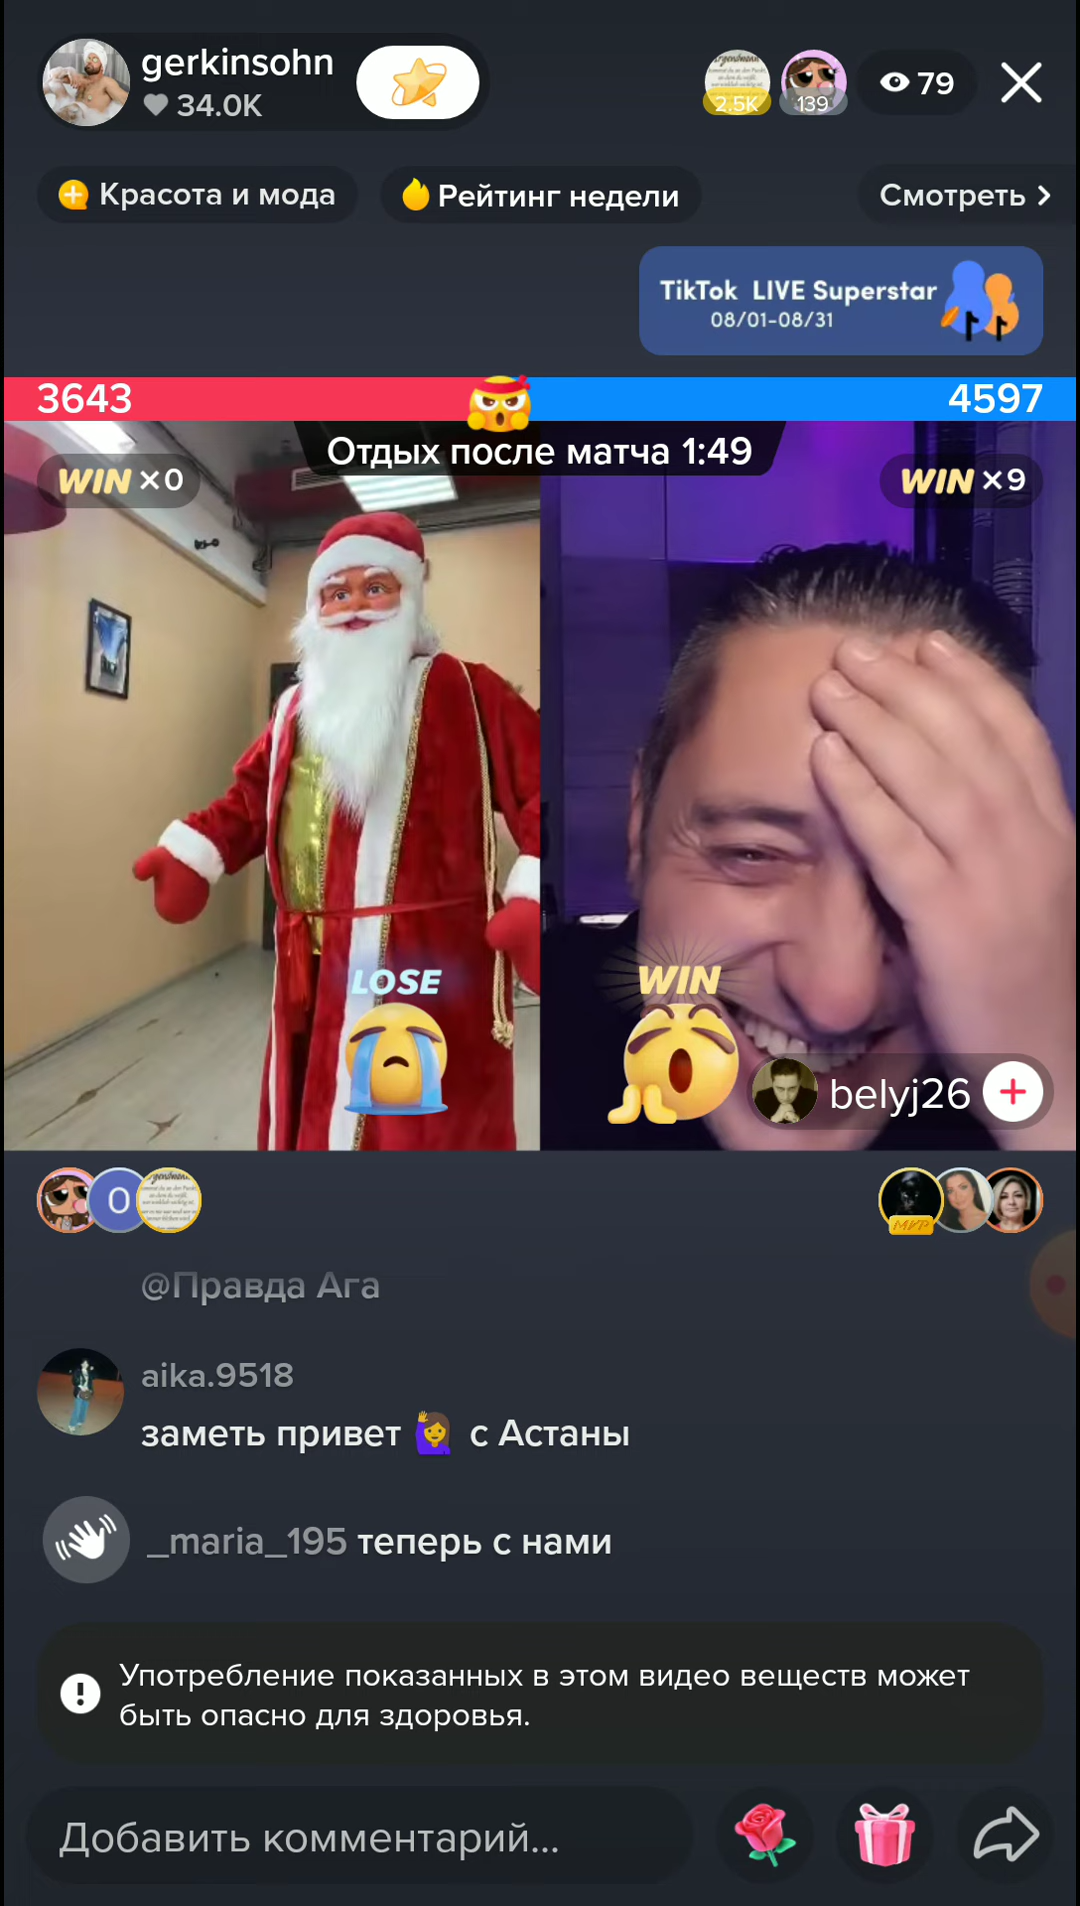 gerkinsohn
34.0K
2.5K
139
79
Красота и мода
Рейтинг недели
Смотреть
TikTok LIVE Superstar
08/01-08/31
3643
4597
Отдых после матча 1:49
WIN ×0
WIN ×9
LOSE
WIN
belyj26
O
MVP
@Правда Ага
aika.9518
заметь привет 🙋‍♀️ с Астаны
_maria_195 теперь с нами
Употребление показанных в этом видео веществ может
быть опасно для здоровья.
Добавить комментарий...